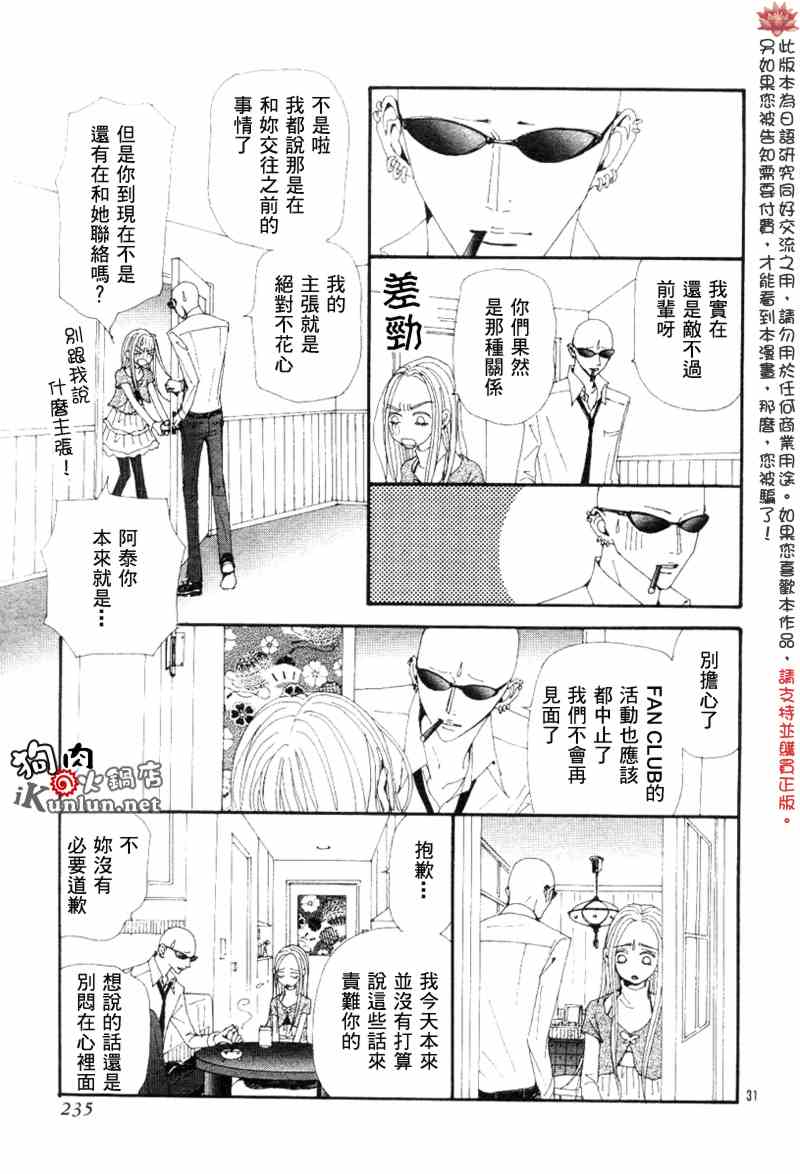 此版本為日語研究同好交流之用，請勿用於任何商業用途。如果您喜歡本作品，請支持並購買正版。
另如果您被告知需要付費，才能看到本漫畫，那麼，您被騙了！
我實在
還是敵不過
前輩呀
你們果然
是那種關係
差勁
不是啦
我都說那是在
和妳交往之前的
事情了
我的
主張就是
絕對不花心
但是你到現在不是
還有在和她聯絡嗎？
別跟我說
什麼主張！
阿泰你
本來就是…
別擔心了
FAN CLUB的
活動也應該
都中止了
我們不會再
見面了
抱歉…
我今天本來
並沒有打算
說這些話來
責難你的
不
妳沒有
必要道歉
想說的話還是
別悶在心裡面
狗肉
火鍋店
iKunlun.net
31
235